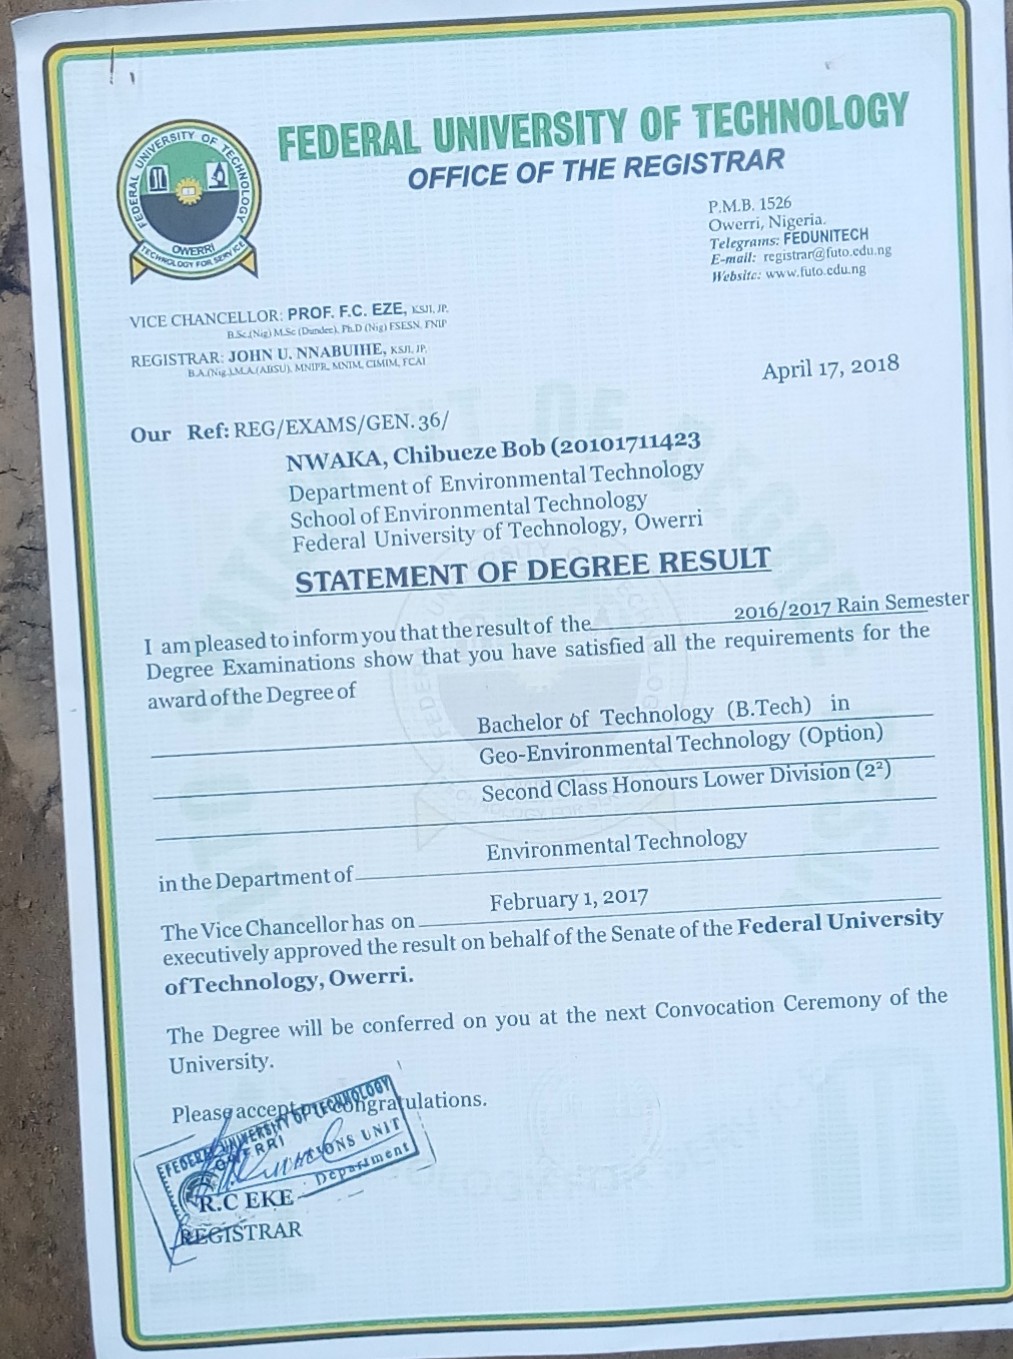 FEDERAL UNIVERSITY OF TECHNOLOGY
OWERRI
TECHNOLOGY FOR SERVICE
FEDERAL UNIVERSITY OF TECHNOLOGY
OFFICE OF THE REGISTRAR
P.M.B. 1526
Owerri, Nigeria.
Telegrams: FEDUNITECH
E-mail: registrar@futo.edu.ng
Website: www.futo.edu.ng
VICE CHANCELLOR: PROF. F.C. EZE, KSJI, JP.
B.Sc.(Nig) M.Sc (Dundee), Ph.D (Nig) FSESN, FNIP
REGISTRAR: JOHN U. NNABUIHE, KSJI, JP.
B.A.(Nig.),M.A.(ABSU), MNIPR, MNIM, CIMIM, FCAI
April 17, 2018
Our Ref: REG/EXAMS/GEN. 36/
NWAKA, Chibueze Bob (20101711423
Department of Environmental Technology
School of Environmental Technology
Federal University of Technology, Owerri
STATEMENT OF DEGREE RESULT
I am pleased to inform you that the result of the 2016/2017 Rain Semester
Degree Examinations show that you have satisfied all the requirements for the
award of the Degree of
Bachelor of Technology (B.Tech) in
Geo-Environmental Technology (Option)
Second Class Honours Lower Division (2²)
in the Department of Environmental Technology
The Vice Chancellor has on February 1, 2017
executively approved the result on behalf of the Senate of the Federal University
of Technology, Owerri.
The Degree will be conferred on you at the next Convocation Ceremony of the
University.
Please accept my congratulations.
FEDERAL UNIVERSITY OF TECHNOLOGY
OWERRI
UNIT
Department
R.C EKE
REGISTRAR